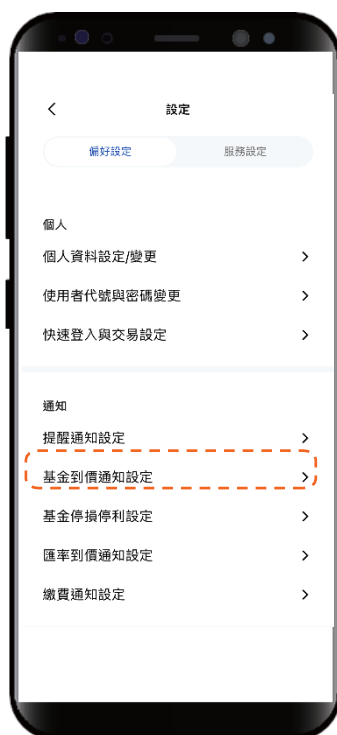 設定
偏好設定
服務設定
個人
個人資料設定/變更
使用者代號與密碼變更
快速登入與交易設定
通知
提醒通知設定
基金到價通知設定
基金停損停利設定
匯率到價通知設定
繳費通知設定